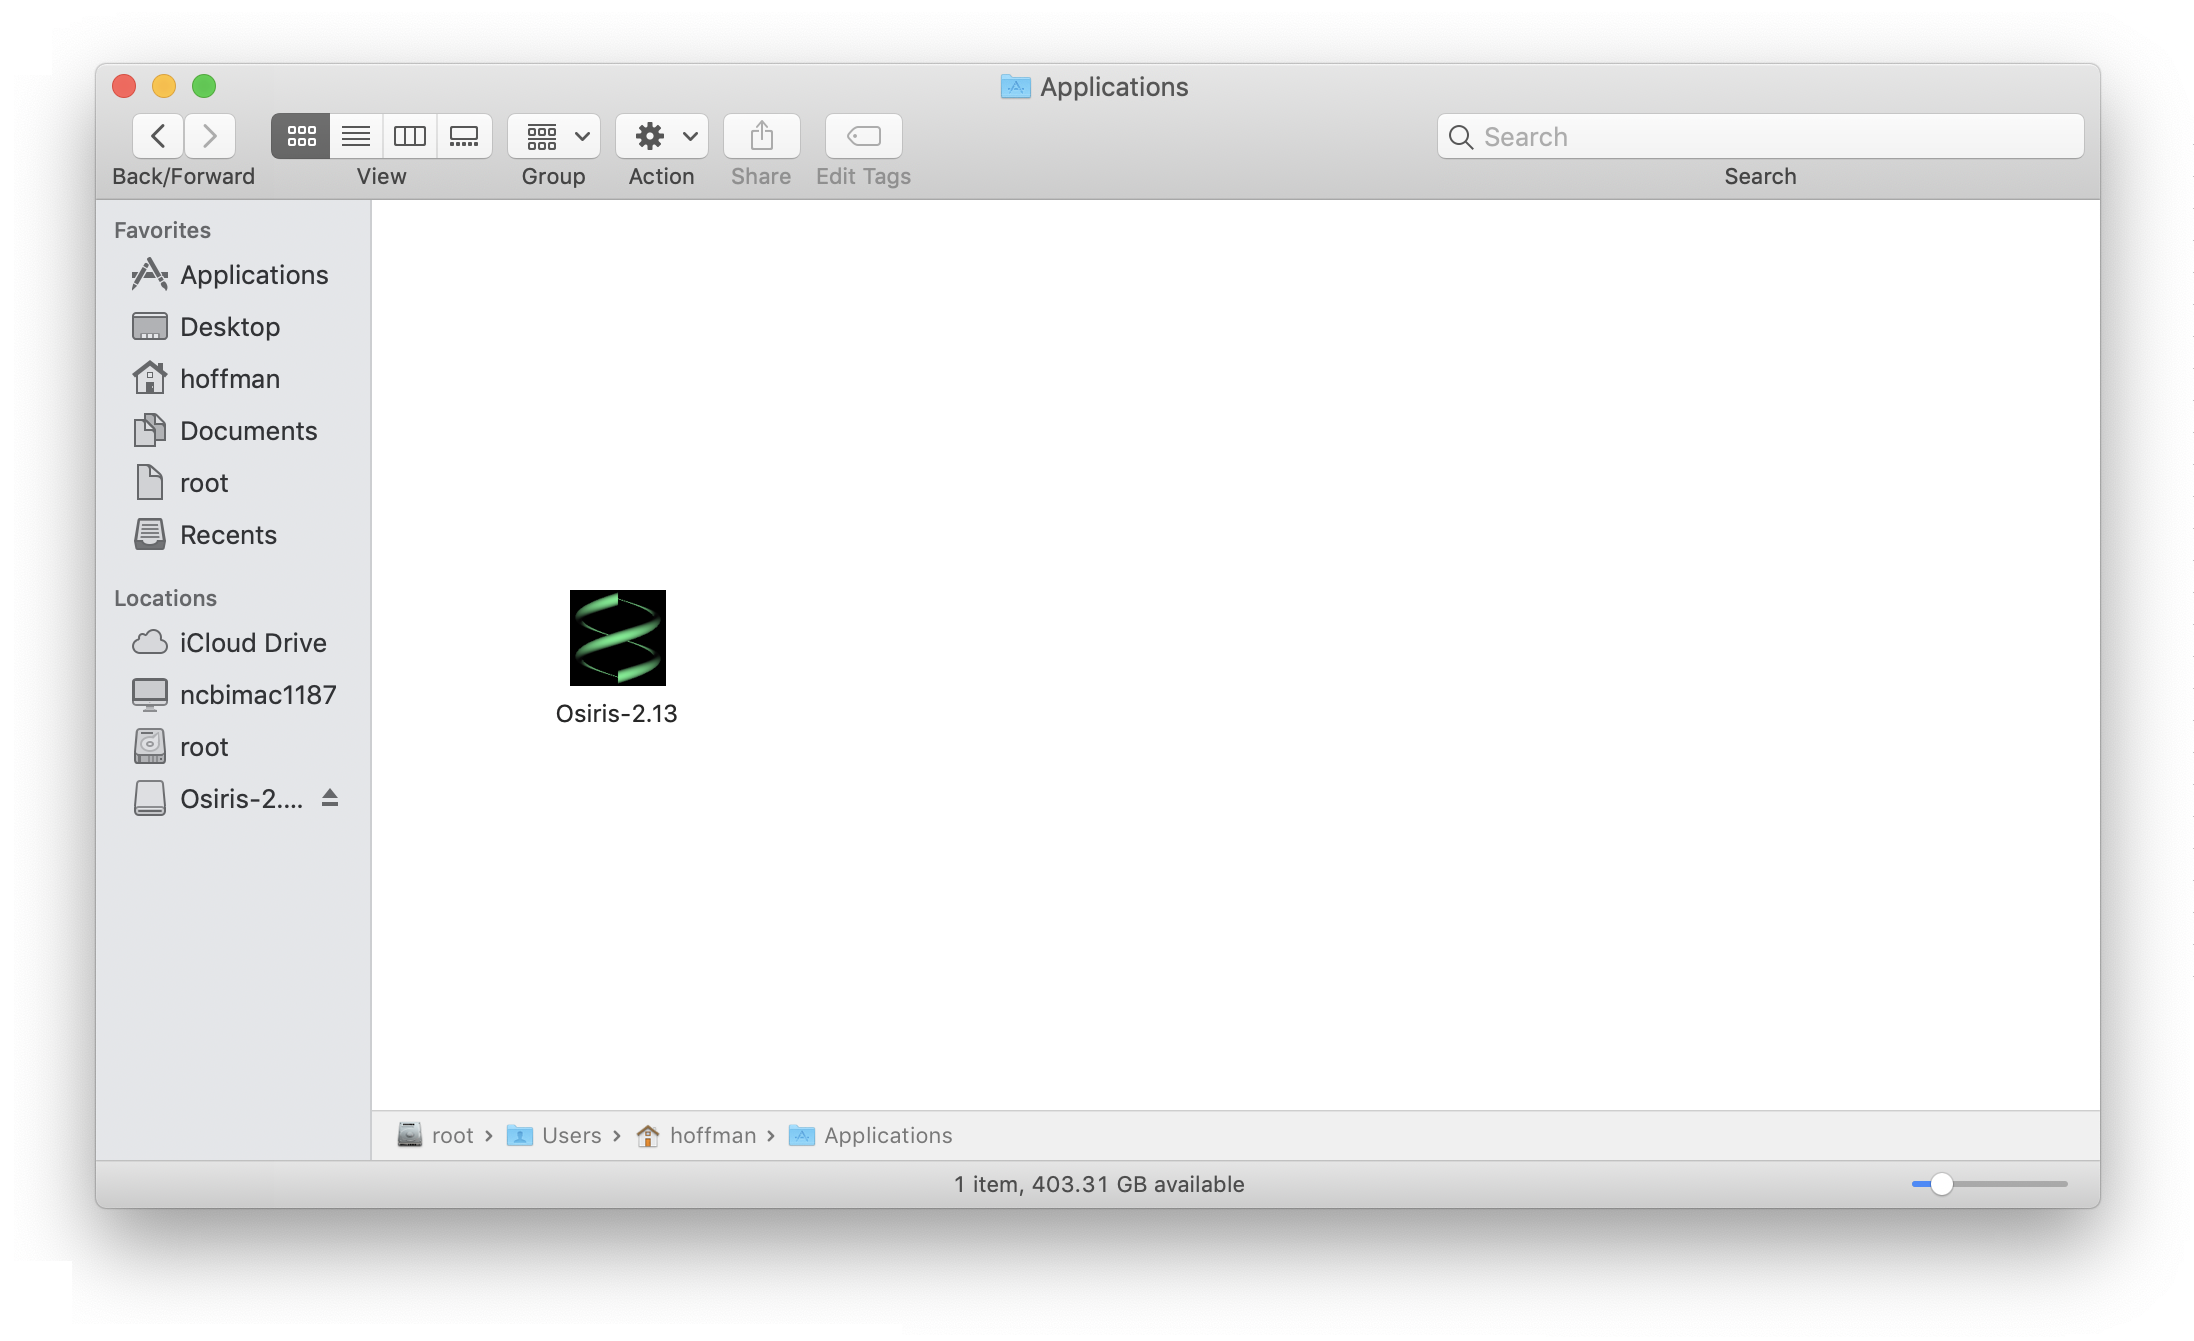 Applications
Search
Back/Forward View Group Action Share Edit Tags Search
Favorites
Applications
Desktop
hoffman
Documents
root
Recents
Locations
iCloud Drive
ncbimac1187
root
Osiris-2....
Osiris-2.13
root › Users › hoffman › Applications
1 item, 403.31 GB available